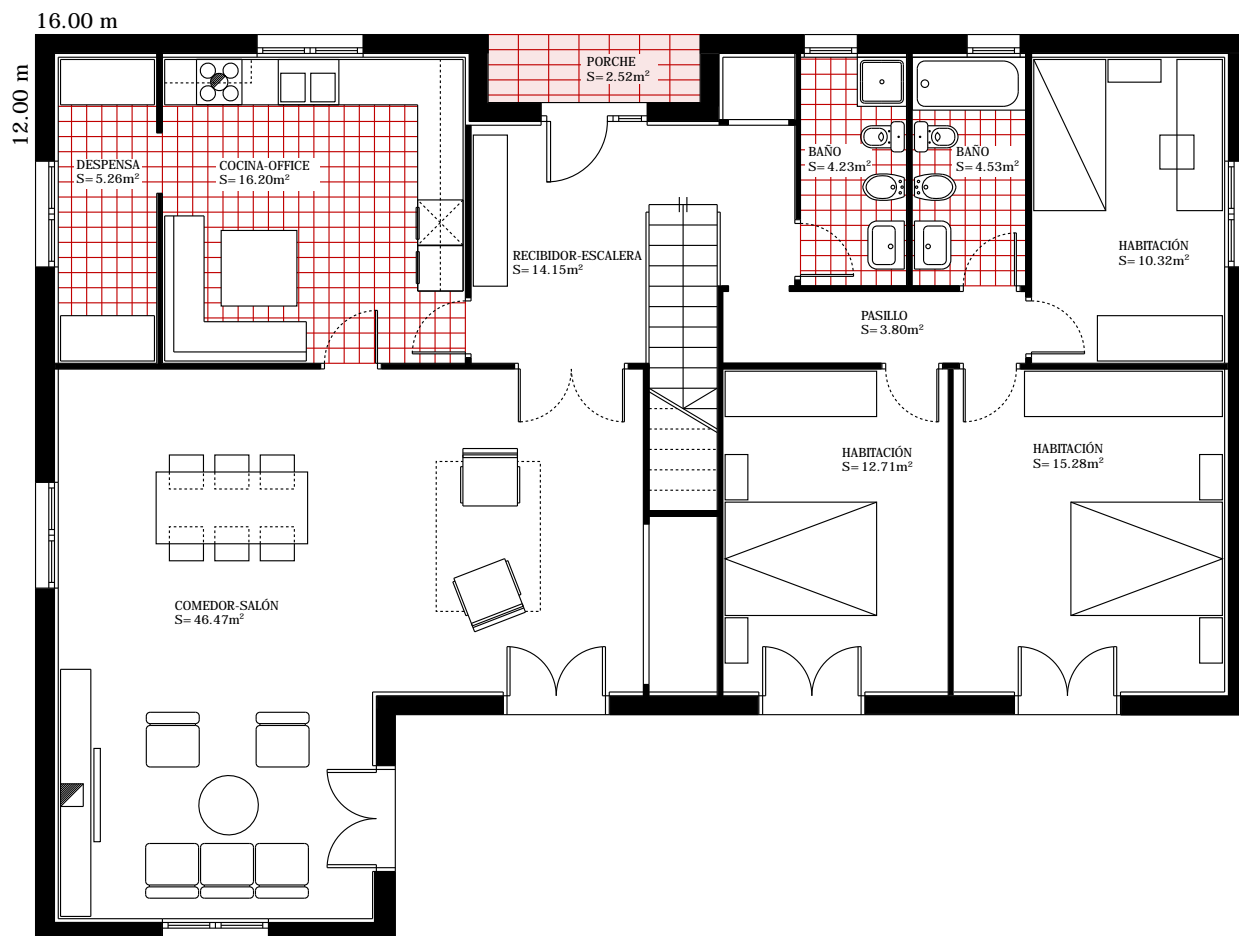 16.00 m
12.00 m
PORCHE
S=2.52m²
DESPENSA
S=5.26m²
COCINA-OFFICE
S=16.20m²
BAÑO
S=4.23m²
BAÑO
S=4.53m²
HABITACIÓN
S=10.32m²
RECIBIDOR-ESCALERA
S=14.15m²
PASILLO
S=3.80m²
HABITACIÓN
S=12.71m²
HABITACIÓN
S=15.28m²
COMEDOR-SALÓN
S=46.47m²